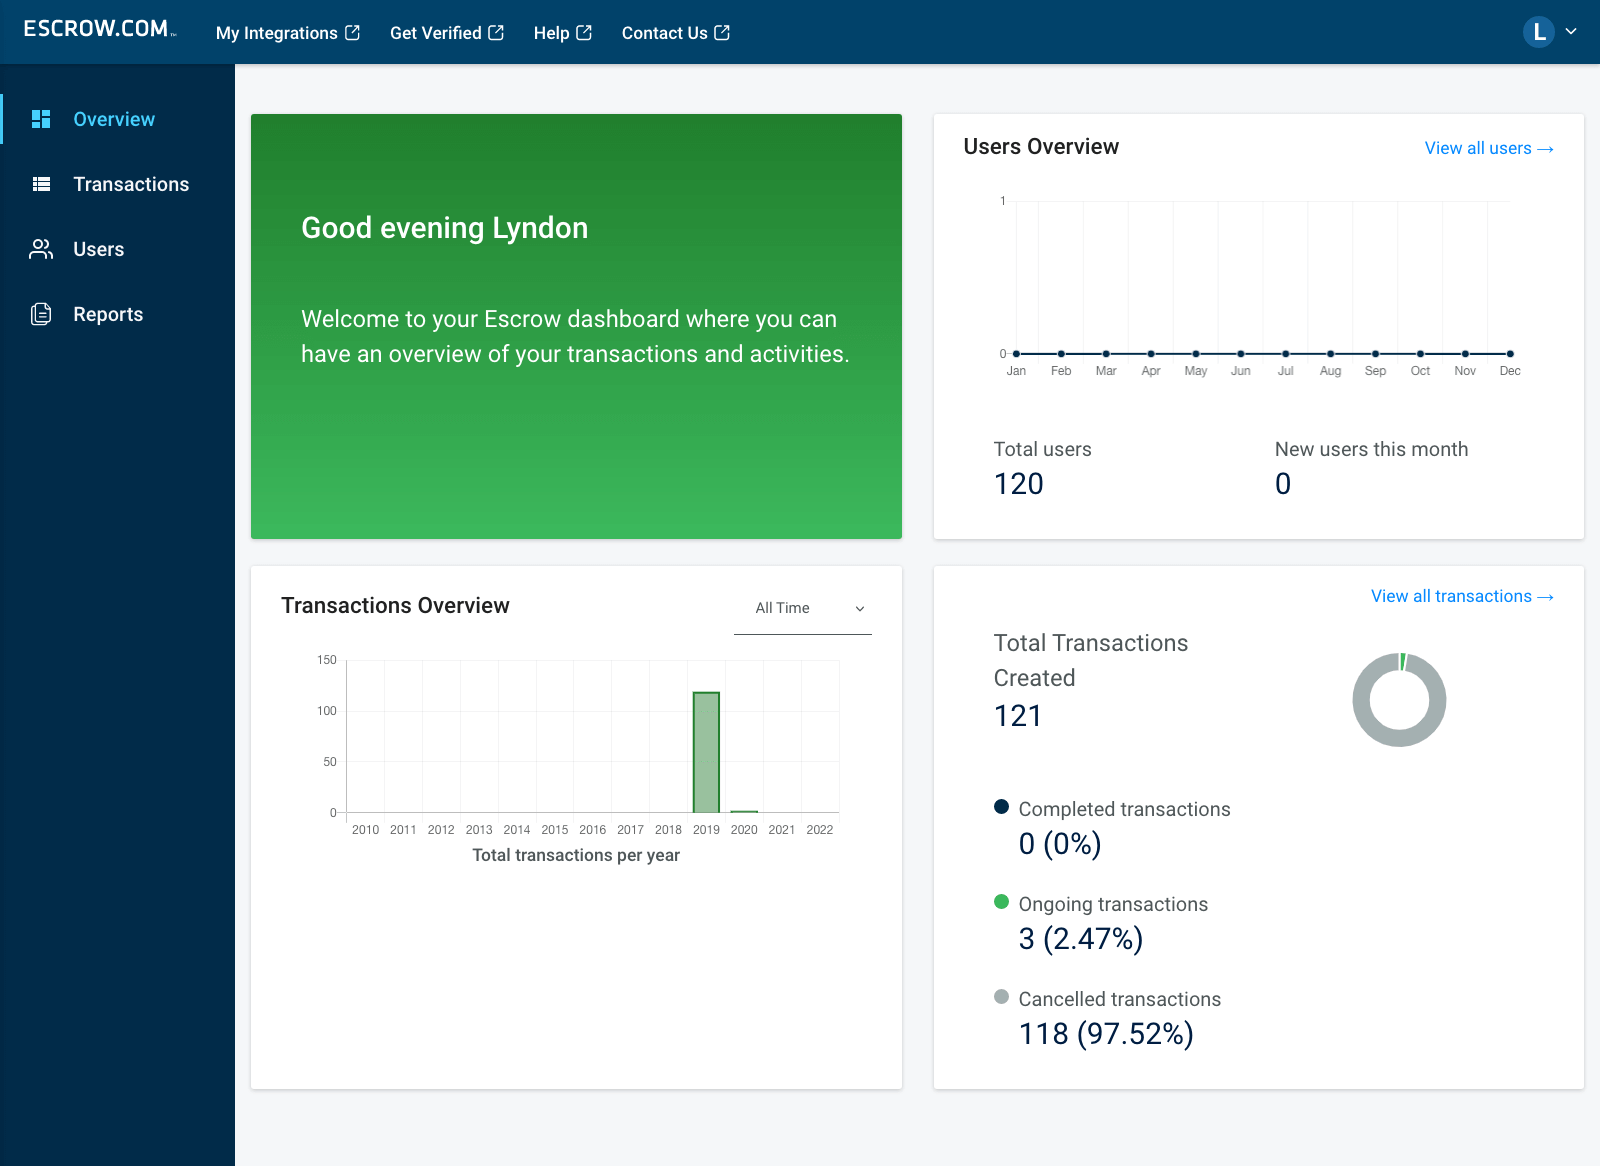 ESCROW.COM™
My Integrations
Get Verified
Help
Contact Us
L
Overview
Transactions
Users
Reports
Good evening Lyndon
Welcome to your Escrow dashboard where you can
have an overview of your transactions and activities.
Users Overview
View all users →
1
0
Jan Feb Mar Apr May Jun Jul Aug Sep Oct Nov Dec
Total users
120
New users this month
0
Transactions Overview
All Time
150
100
50
0
2010 2011 2012 2013 2014 2015 2016 2017 2018 2019 2020 2021 2022
Total transactions per year
View all transactions →
Total Transactions
Created
121
Completed transactions
0 (0%)
Ongoing transactions
3 (2.47%)
Cancelled transactions
118 (97.52%)